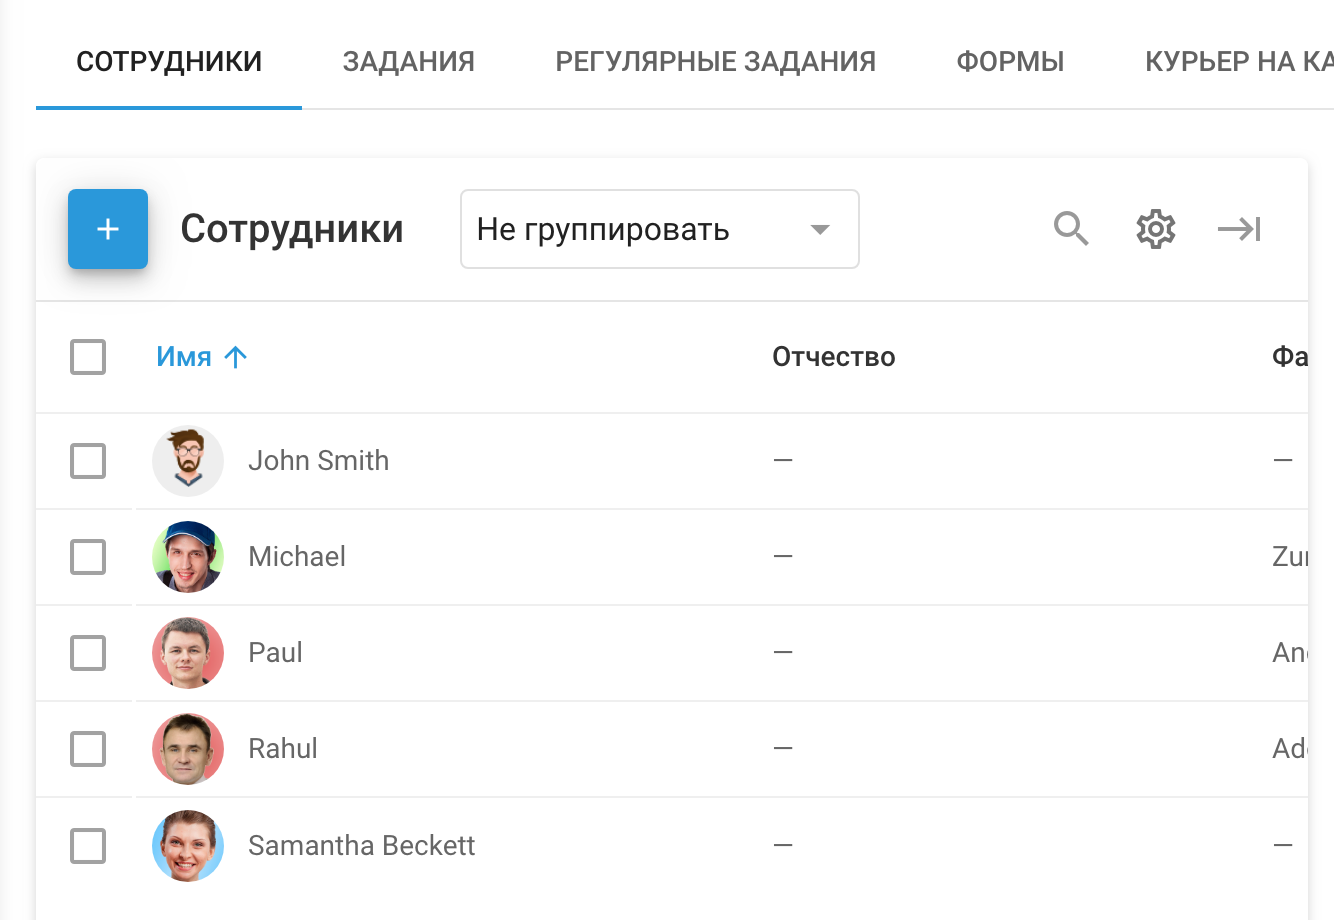 СОТРУДНИКИ ЗАДАНИЯ РЕГУЛЯРНЫЕ ЗАДАНИЯ ФОРМЫ КУРЬЕР НА КА
+ Сотрудники Не группировать
Имя Отчество Фа
John Smith — —
Michael — Zur
Paul — An
Rahul — Ad
Samantha Beckett — —